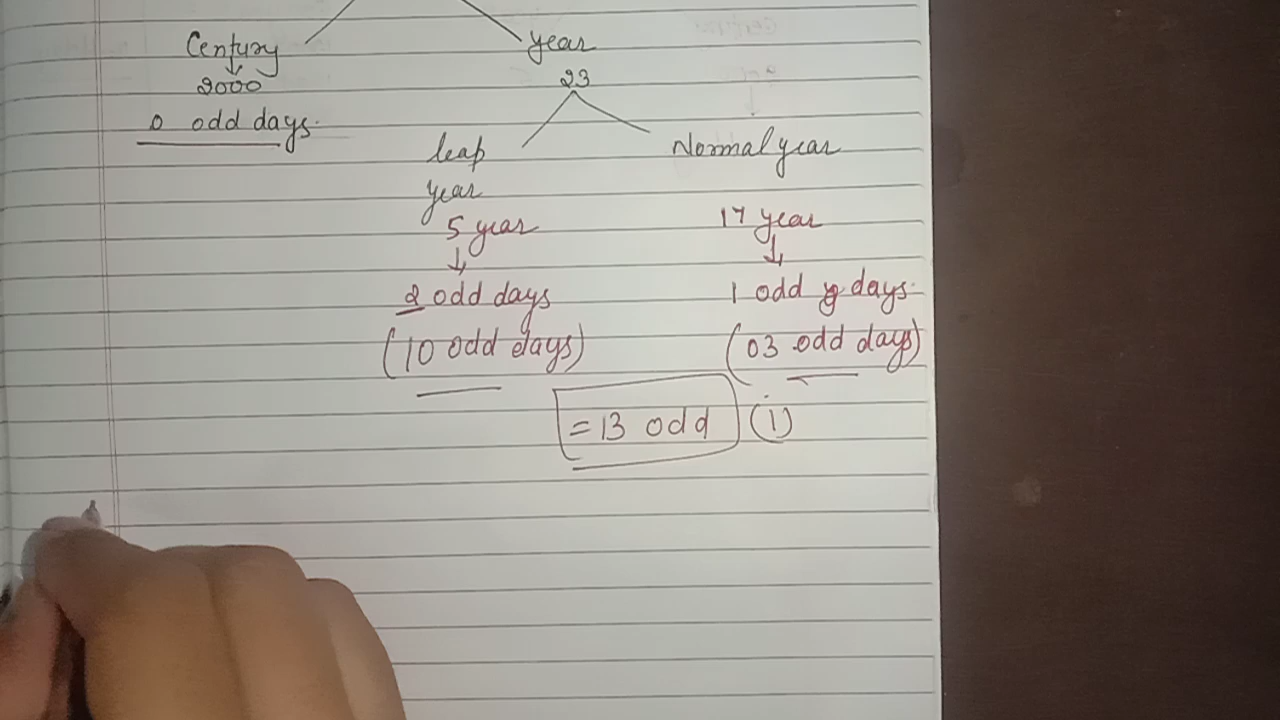 Century
year
2000
23
0 odd days.
leap
year
Normal year
5 year
17 year
2 odd days
1 odd days.
(10 odd days)
(03 odd days)
= 13 odd
(i)